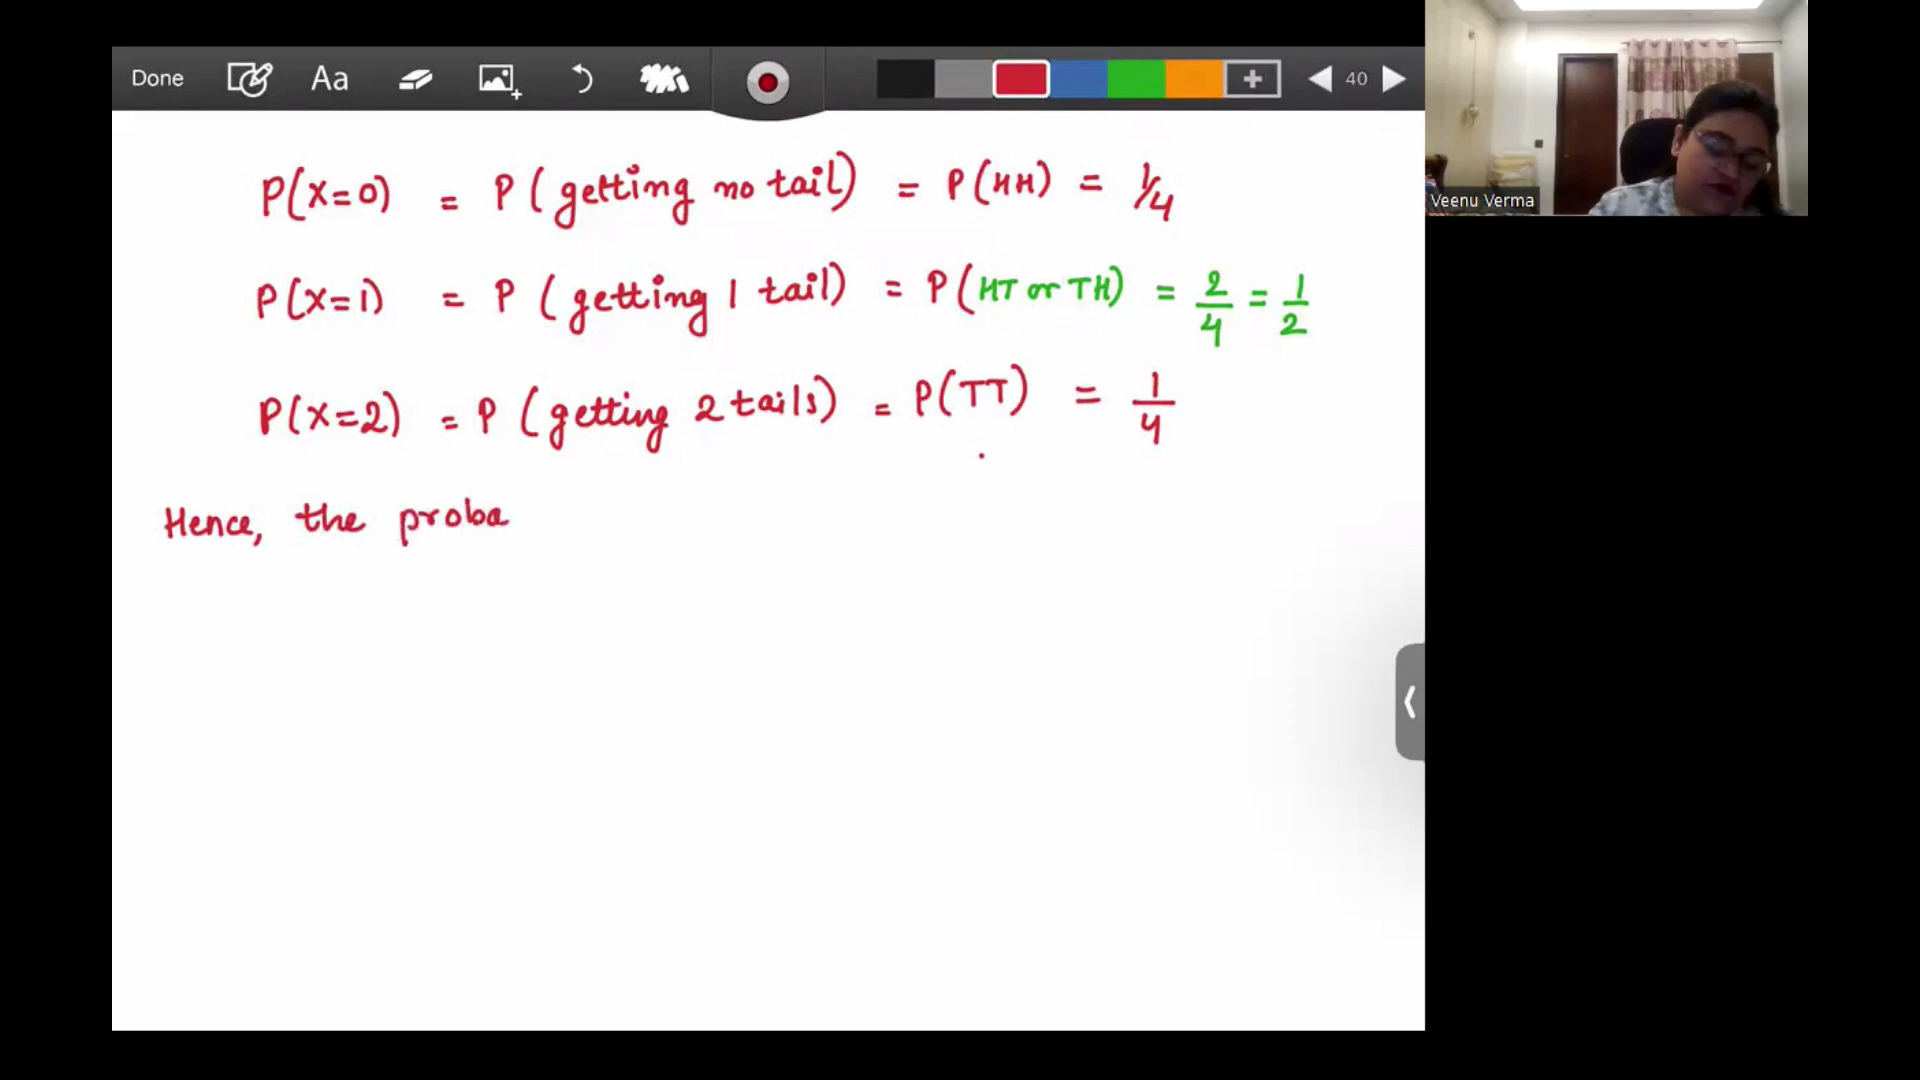 Done Aa 40
P(X=0) = P (getting no tail) = P(HH) = 1/4
P(X=1) = P (getting 1 tail) = P(HT or TH) = 2/4 = 1/2
P(X=2) = P (getting 2 tails) = P(TT) = 1/4
Hence, the proba
Veenu Verma